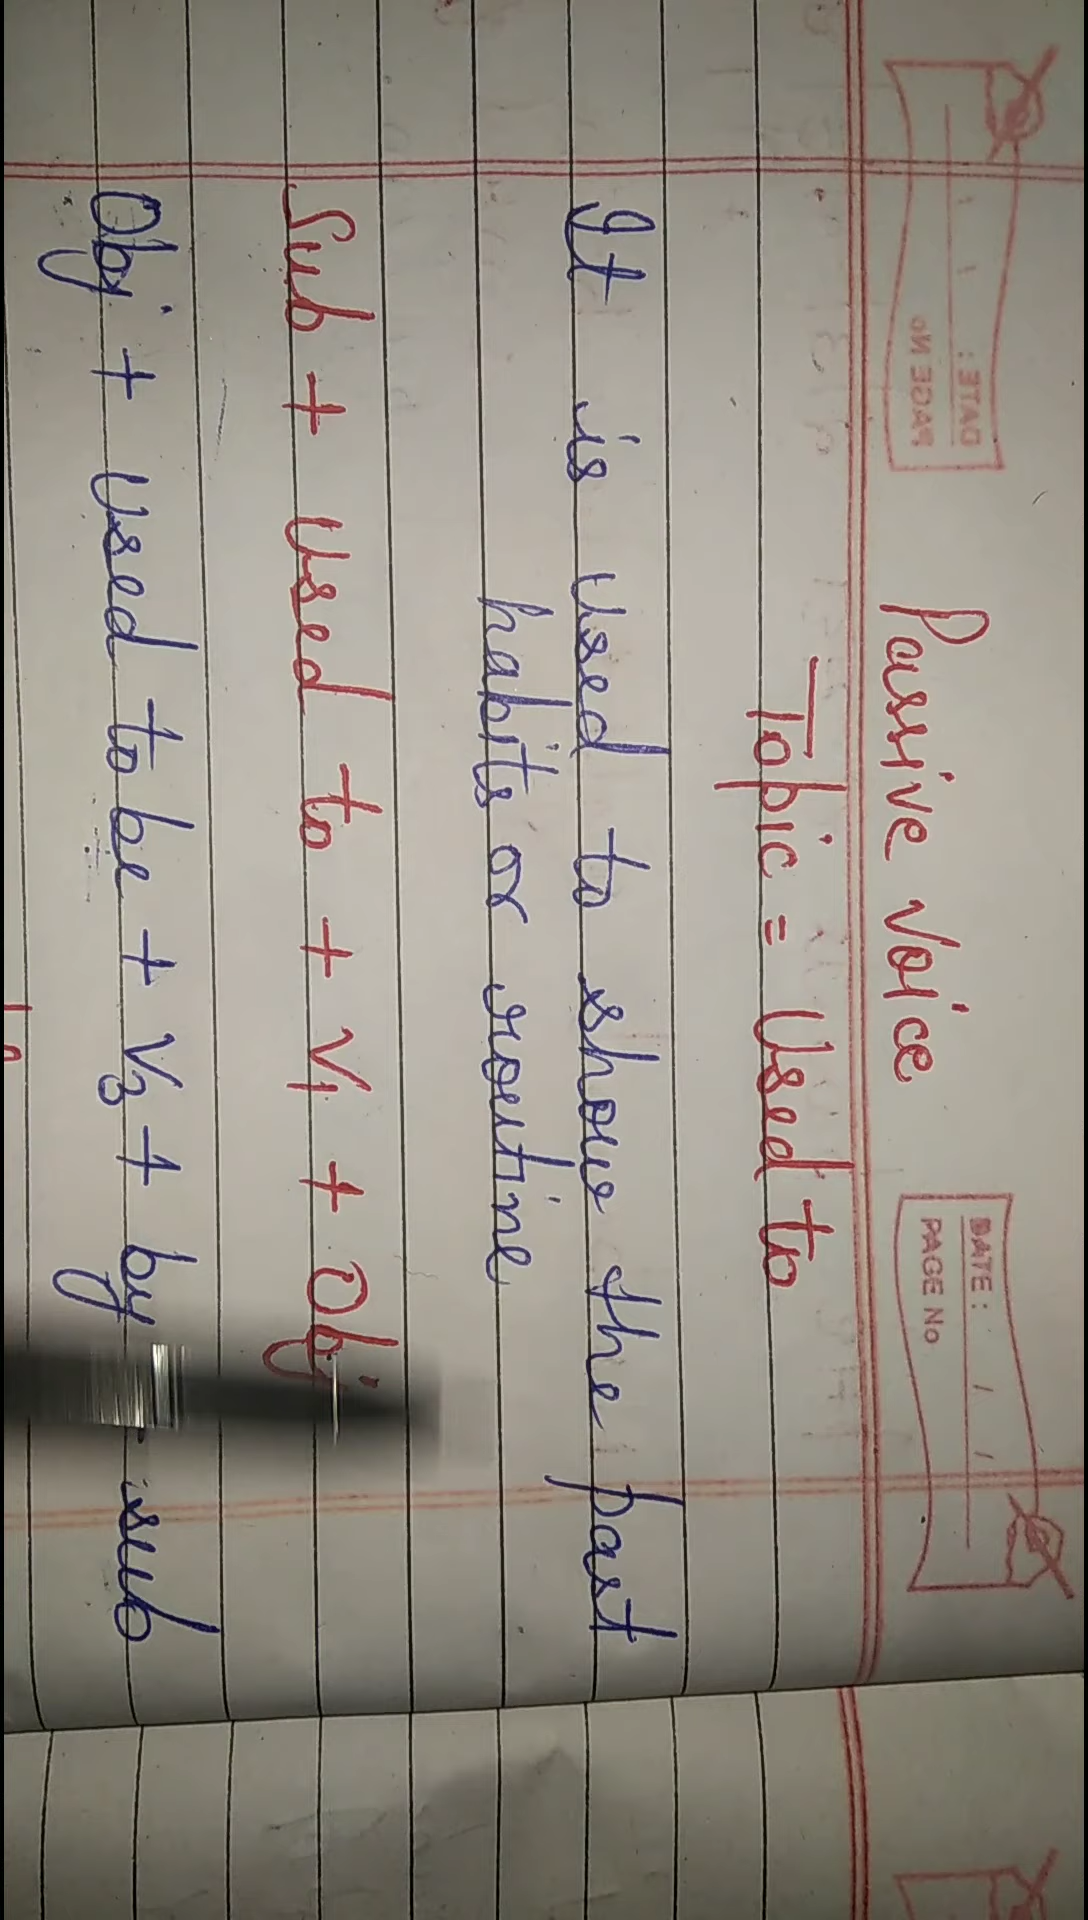 DATE: / /
PAGE No
Passive Voice
DATE: / /
PAGE No
Topic = Used to
It is used to show the past
habits or routine
Sub + used to + V1 + Obj
Obj + used to be + V3 + by sub